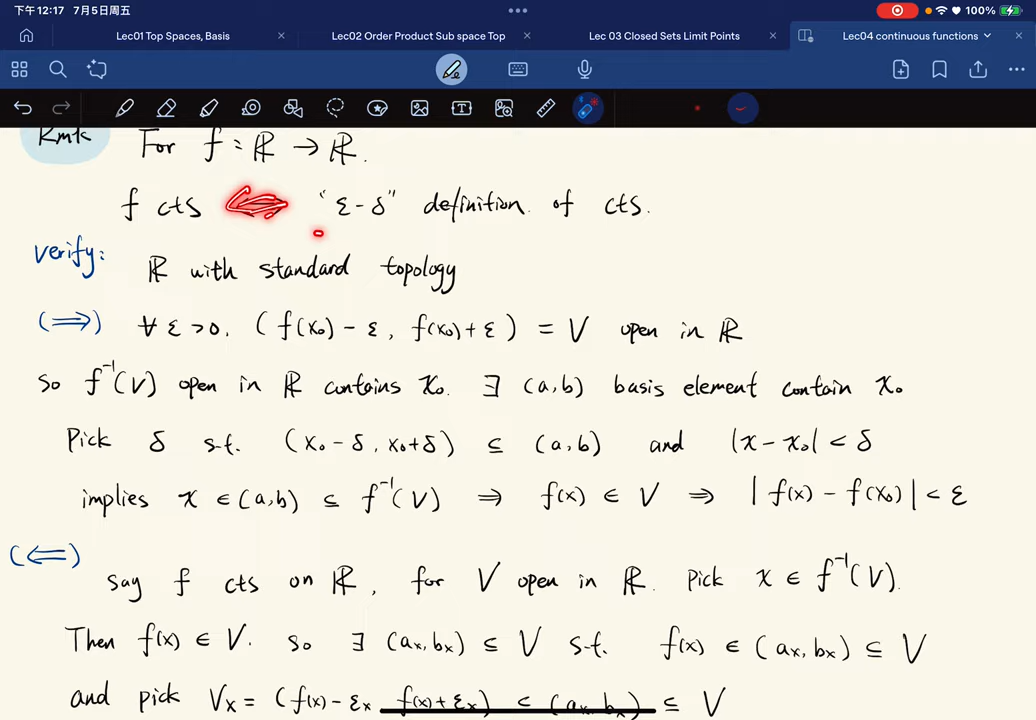 下午12:17 7月5日周五
100%
Lec01 Top Spaces, Basis
Lec02 Order Product Sub space Top
Lec 03 Closed Sets Limit Points
Lec04 continuous functions
Rmk For f : ℝ → ℝ.
f cts ⟺ "ε-δ" definition of cts.
verify: ℝ with standard topology
(⟹) ∀ ε > 0. (f(x₀) - ε, f(x₀) + ε) = V open in ℝ
so f⁻¹(V) open in ℝ contains x₀. ∃ (a,b) basis element contain x₀
Pick δ s.t. (x₀ - δ, x₀ + δ) ⊆ (a,b) and |x - x₀| < δ
implies x ∈ (a,b) ⊆ f⁻¹(V) ⟹ f(x) ∈ V ⟹ |f(x) - f(x₀)| < ε
(⟸) say f cts on ℝ, for V open in ℝ. Pick x ∈ f⁻¹(V).
Then f(x) ∈ V. so ∃ (aₓ, bₓ) ⊆ V s.t. f(x) ∈ (aₓ, bₓ) ⊆ V
and pick Vₓ = (f(x) - εₓ f(x) + εₓ) ⊆ (aₓ, bₓ) ⊆ V